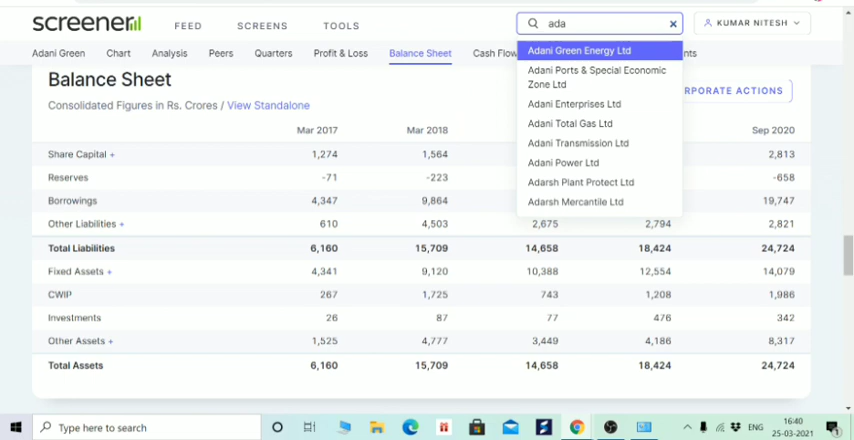 screener
FEED
SCREENS
TOOLS
ada
KUMAR NITESH
Adani Green
Chart
Analysis
Peers
Quarters
Profit & Loss
Balance Sheet
Cash Flow
nts
Adani Green Energy Ltd
Adani Ports & Special Economic
Zone Ltd
Adani Enterprises Ltd
Adani Total Gas Ltd
Adani Transmission Ltd
Adani Power Ltd
Adarsh Plant Protect Ltd
Adarsh Mercantile Ltd
Balance Sheet
RPORATE ACTIONS
Consolidated Figures in Rs. Crores / View Standalone
Mar 2017 Mar 2018 Sep 2020
Share Capital + 1,274 1,564 2,813
Reserves -71 -223 -658
Borrowings 4,347 9,864 19,747
Other Liabilities + 610 4,503 2,675 2,794 2,821
Total Liabilities 6,160 15,709 14,658 18,424 24,724
Fixed Assets + 4,341 9,120 10,388 12,554 14,079
CWIP 267 1,725 743 1,208 1,986
Investments 26 87 77 476 342
Other Assets + 1,525 4,777 3,449 4,186 8,317
Total Assets 6,160 15,709 14,658 18,424 24,724
Type here to search
ENG
16:40
25-03-2021